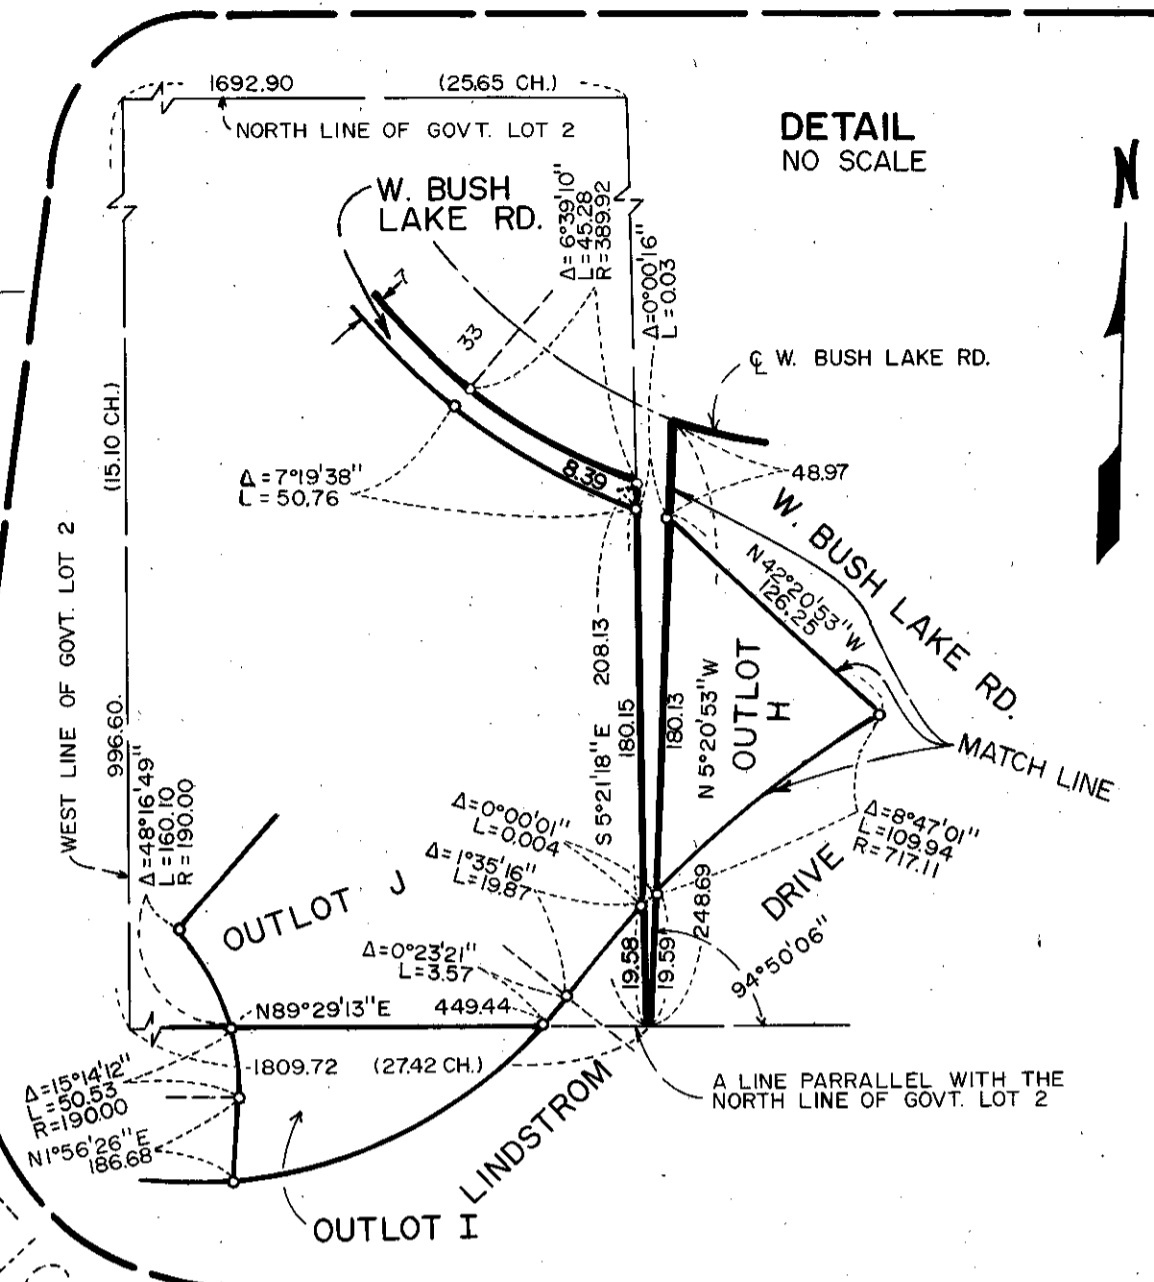 1692.90 (25.65 CH.)
NORTH LINE OF GOVT. LOT 2
DETAIL
NO SCALE
N
W. BUSH
LAKE RD.
Δ= 6°39'10"
L=45.28
R=389.92
Δ=0°00'16"
L=0.03
7
33
℄ W. BUSH LAKE RD.
(15.10 CH.)
Δ=7°19'38"
L=50.76
8.39
48.97
W. BUSH LAKE RD.
N42°20'53"W
126.25
WEST LINE OF GOVT. LOT 2
996.60.
208.13
S 5°21'18" E
180.15
180.13
N 5°20'53"W
OUTLOT
H
MATCH LINE
Δ=48°16'49"
L=160.10
R=190.00
Δ=0°00'01"
L=0.004
Δ=1°35'16"
L=19.87
Δ=8°47'01"
L=109.94
R=717.11
OUTLOT J
Δ=0°23'21"
L=3.57
19.58
19.59
248.69
94°50'06"
N89°29'13"E 449.44
1809.72 (27.42 CH.)
LINDSTROM DRIVE
Δ=15°14'12"
L=50.53
R=190.00
N1°56'26"E
186.68
A LINE PARRALLEL WITH THE
NORTH LINE OF GOVT. LOT 2
OUTLOT I